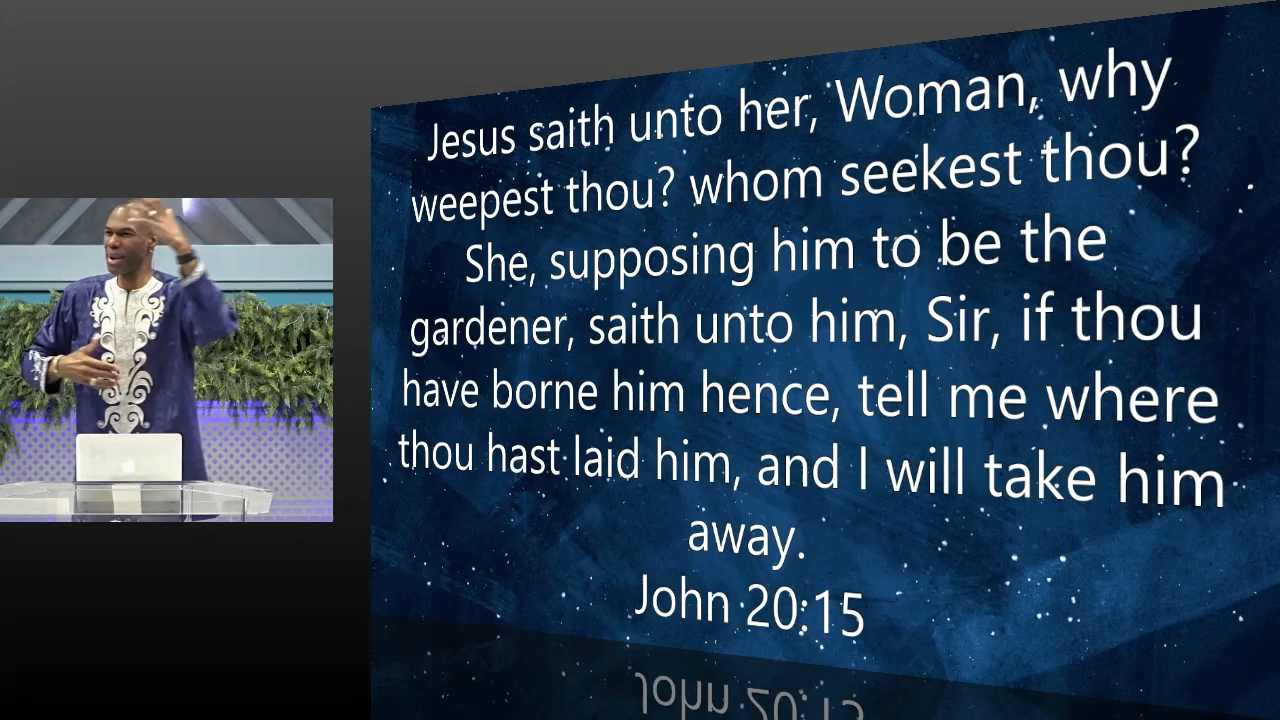 Jesus saith unto her, Woman, why
weepest thou? whom seekest thou?
She, supposing him to be the
gardener, saith unto him, Sir, if thou
have borne him hence, tell me where
thou hast laid him, and I will take him
away.
John 20:15